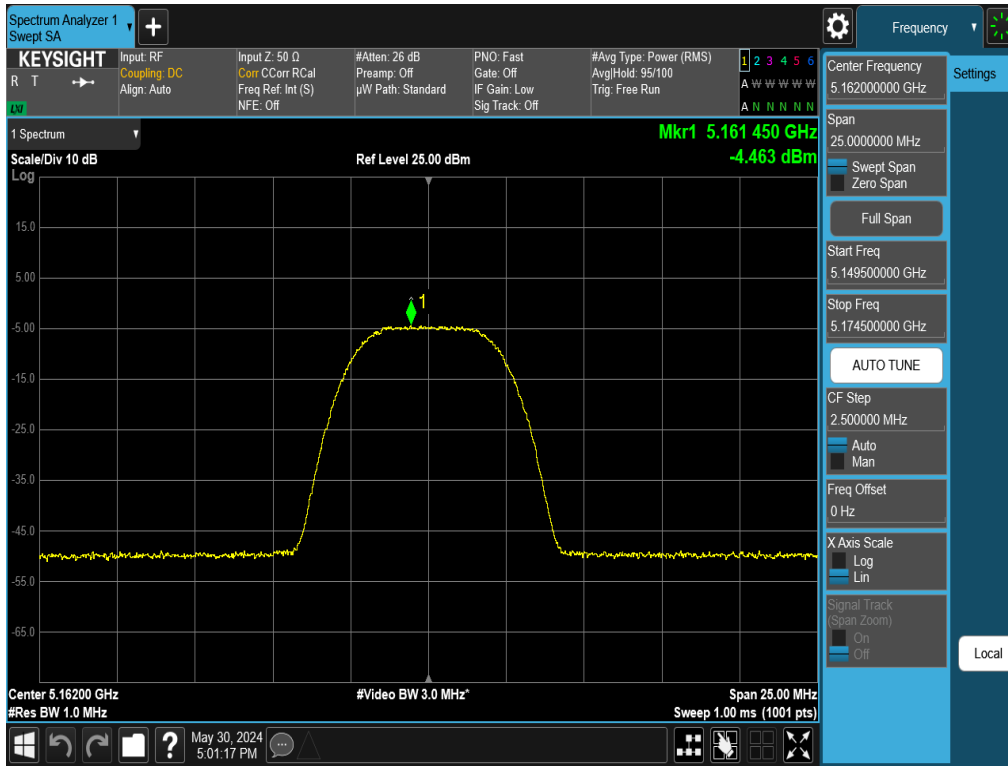 Spectrum Analyzer 1
Swept SA
+
Frequency
KEYSIGHT
R T
LXI
Input: RF
Coupling: DC
Align: Auto
Input Z: 50 Ω
Corr CCorr RCal
Freq Ref: Int (S)
NFE: Off
#Atten: 26 dB
Preamp: Off
µW Path: Standard
PNO: Fast
Gate: Off
IF Gain: Low
Sig Track: Off
#Avg Type: Power (RMS)
Avg|Hold: 95/100
Trig: Free Run
1 2 3 4 5 6
A W W W W W
A N N N N N
1 Spectrum
Scale/Div 10 dB
Log
Ref Level 25.00 dBm
Mkr1 5.161 450 GHz
-4.463 dBm
15.0
5.00
-5.00
-15.0
-25.0
-35.0
-45.0
-55.0
-65.0
1
Center 5.16200 GHz
#Res BW 1.0 MHz
#Video BW 3.0 MHz*
Span 25.00 MHz
Sweep 1.00 ms (1001 pts)
Center Frequency
5.162000000 GHz
Span
25.0000000 MHz
Swept Span
Zero Span
Full Span
Start Freq
5.149500000 GHz
Stop Freq
5.174500000 GHz
AUTO TUNE
CF Step
2.500000 MHz
Auto
Man
Freq Offset
0 Hz
X Axis Scale
Log
Lin
Signal Track
(Span Zoom)
On
Off
Settings
Local
?
May 30, 2024
5:01:17 PM